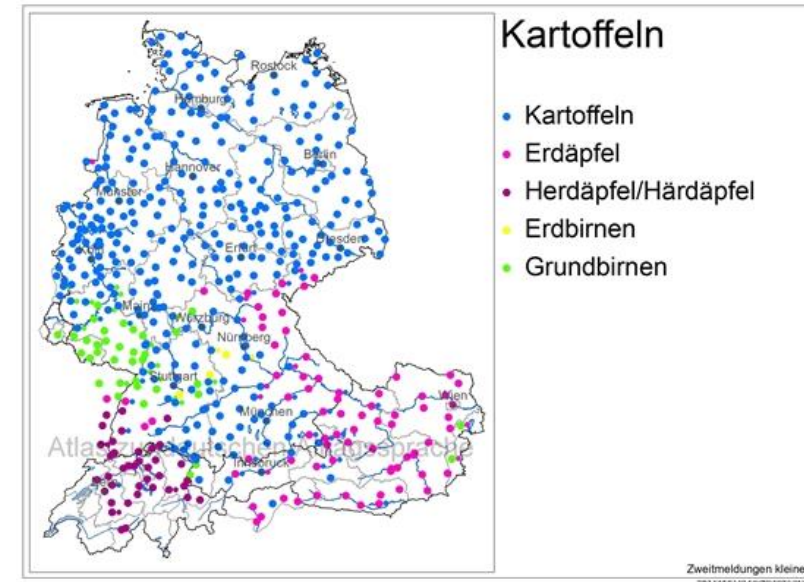 Kartoffeln
Kartoffeln
Erdäpfel
Herdäpfel/Härdäpfel
Erdbirnen
Grundbirnen
Rostock
Hamburg
Berlin
Hannover
Münster
Köln
Erfurt
Dresden
Mainz
Würzburg
Nürnberg
Stuttgart
München
Wien
Atlas zur deutschen Alltagssprache
Innsbruck
Zweitmeldungen kleine